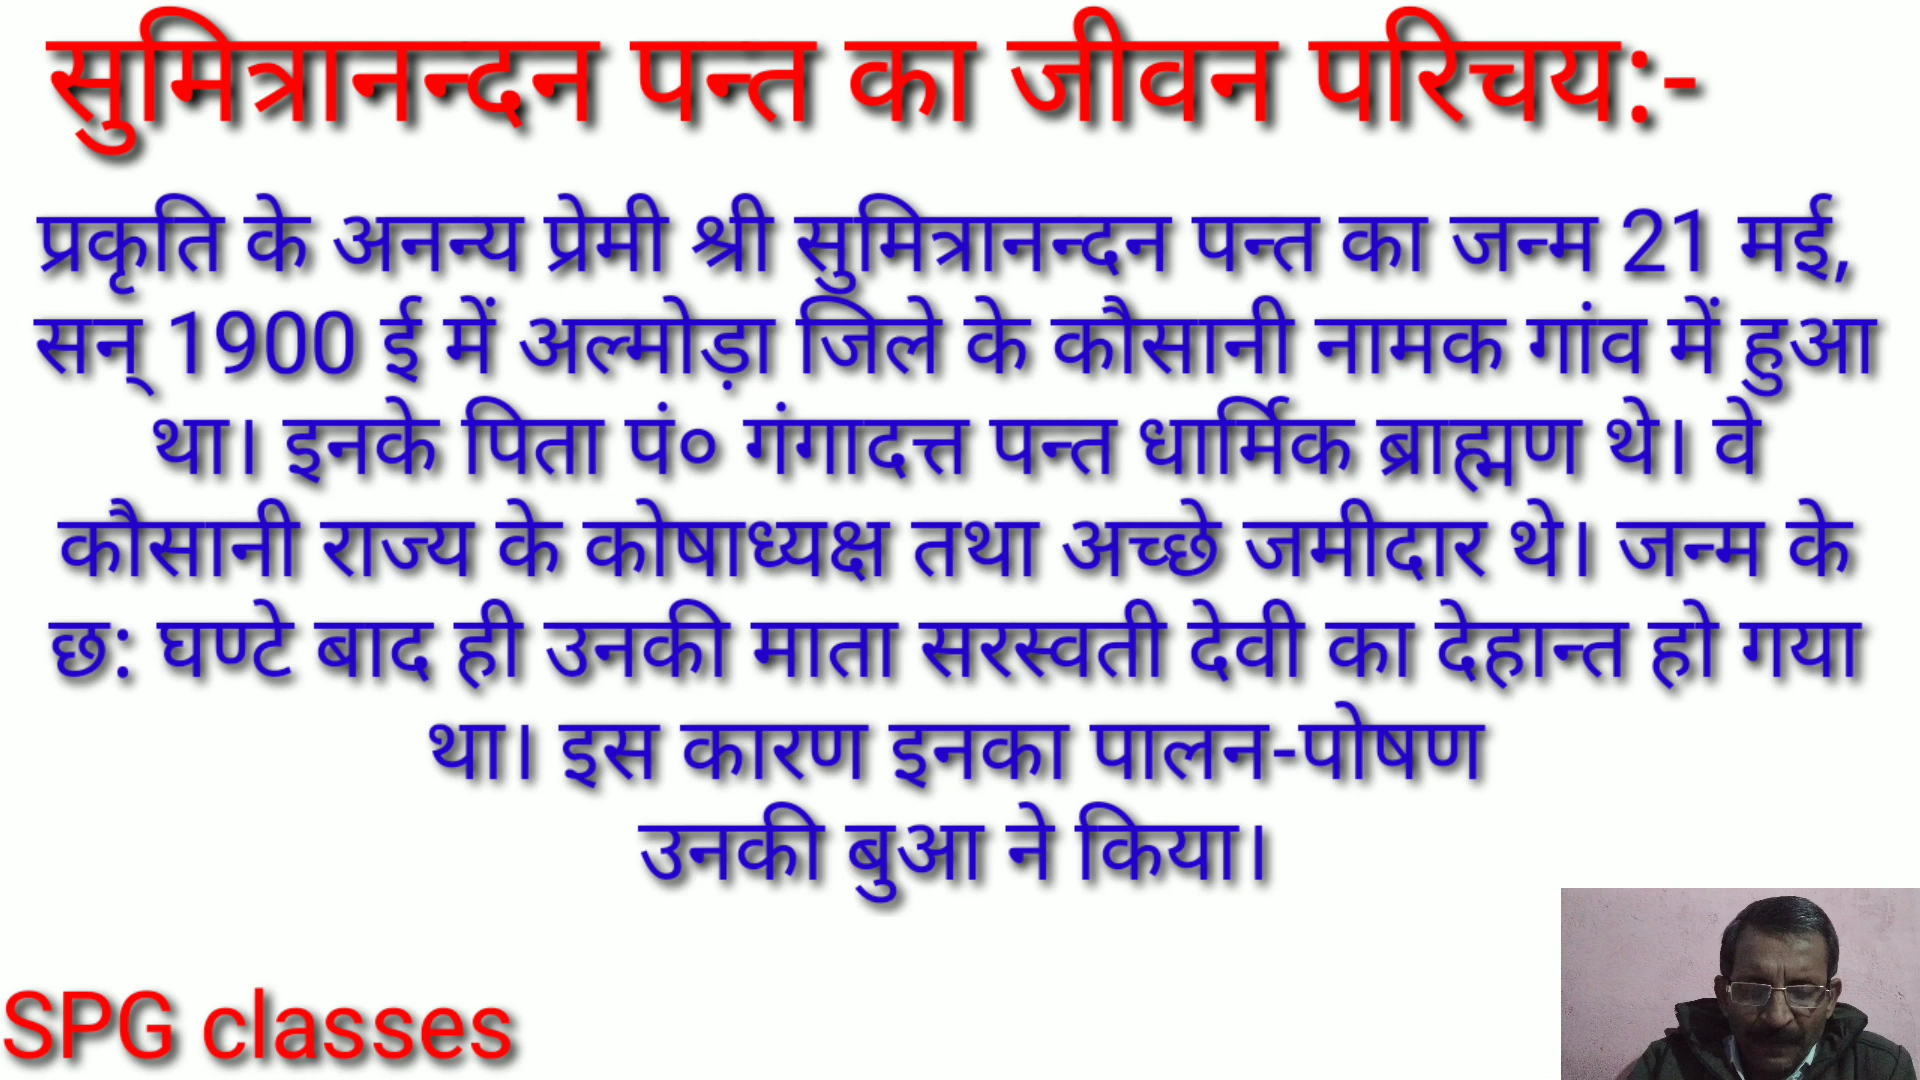 सुमित्रानन्दन पन्त का जीवन परिचय:-
प्रकृति के अनन्य प्रेमी श्री सुमित्रानन्दन पन्त का जन्म 21 मई,
सन् 1900 ई में अल्मोड़ा जिले के कौसानी नामक गांव में हुआ
था। इनके पिता पं० गंगादत्त पन्त धार्मिक ब्राह्मण थे। वे
कौसानी राज्य के कोषाध्यक्ष तथा अच्छे जमीदार थे। जन्म के
छ: घण्टे बाद ही उनकी माता सरस्वती देवी का देहान्त हो गया
था। इस कारण इनका पालन-पोषण
उनकी बुआ ने किया।
SPG classes